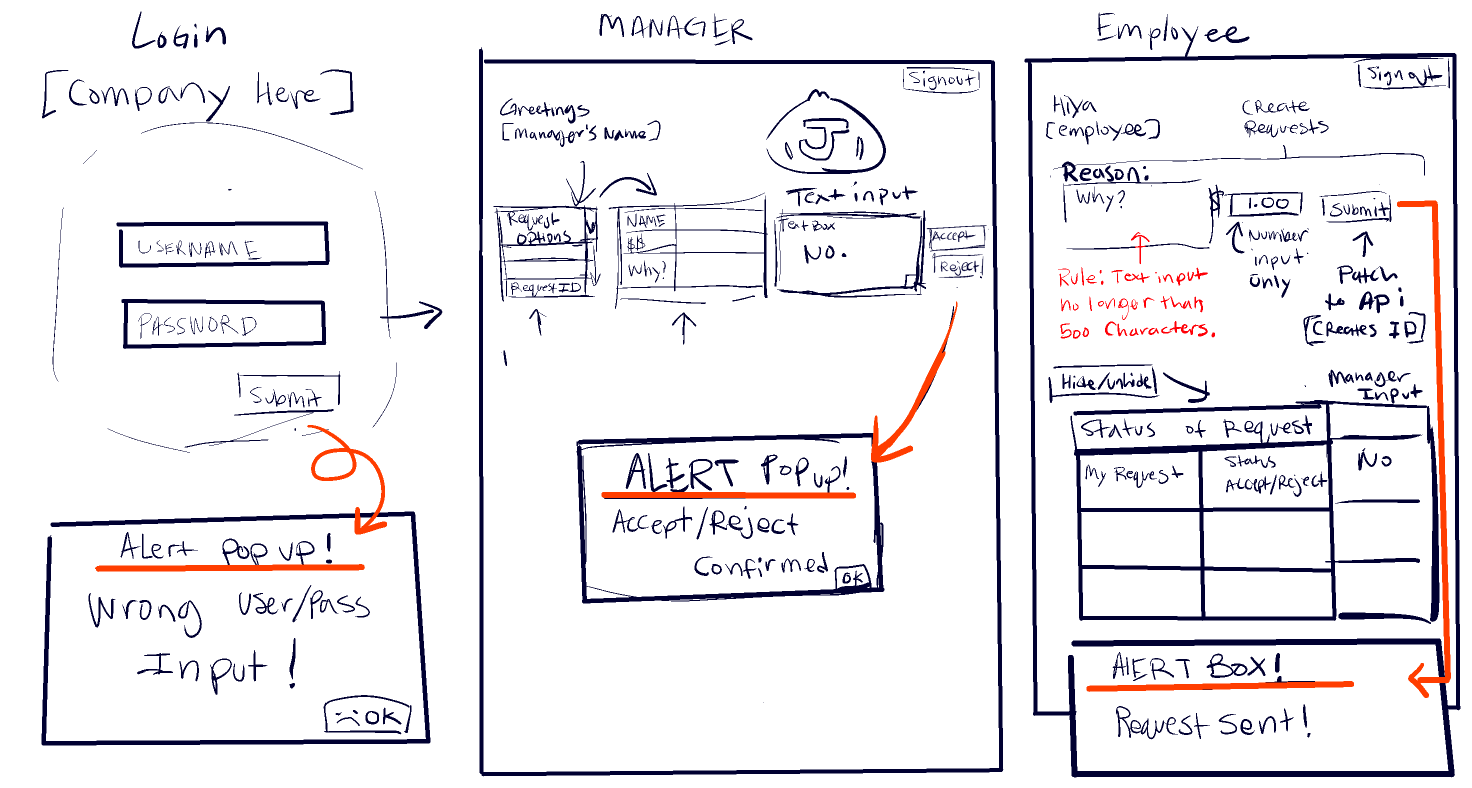 Login
[Company Here]
USERNAME
PASSWORD
Submit
Alert Pop up!
Wrong User/Pass
Input!
:( OK
MANAGER
Signout
Greetings
[Manager's Name]
J
Request
Options
Request ID
NAME
$$
Why?
Text input
Text Box
No.
Accept
Reject
ALERT Pop up!
Accept/Reject
Confirmed
OK
Employee
Signout
Hiya
[employee]
Create
Requests
Reason:
Why?
$
1.00
Submit
Rule: Text input
no longer than
500 Characters.
Number
input
Only
Patch
to API
[Creates ID]
Hide/unhide
Manager
Input
Status of Request
My Request
Status
Accept/Reject
No
AlERT Box!
Request Sent!